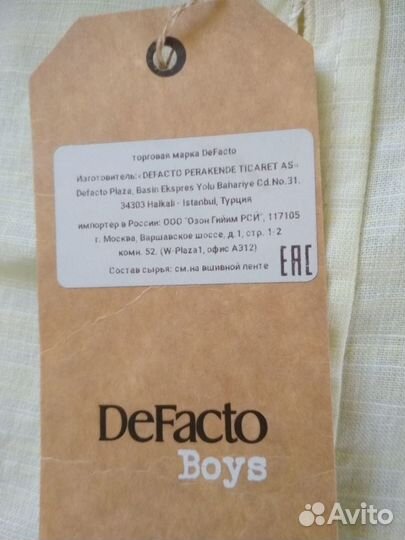 торговая марка DeFacto
Изготовитель:«DEFACTO PERAKENDE TICARET AS»
Defacto Plaza, Basin Ekspres Yolu Bahariye Cd.No.31.
34303 Halkali - Istanbul, Турция
импортер в России: ООО "Озон Гийим РСЙ", 117105
г. Москва, Варшавское шоссе, д.1, стр. 1-2
комн. 52. (W-Plaza1, офис А312)
Состав сырья: см.на вшивной ленте
EAC
DeFacto
Boys
Avito